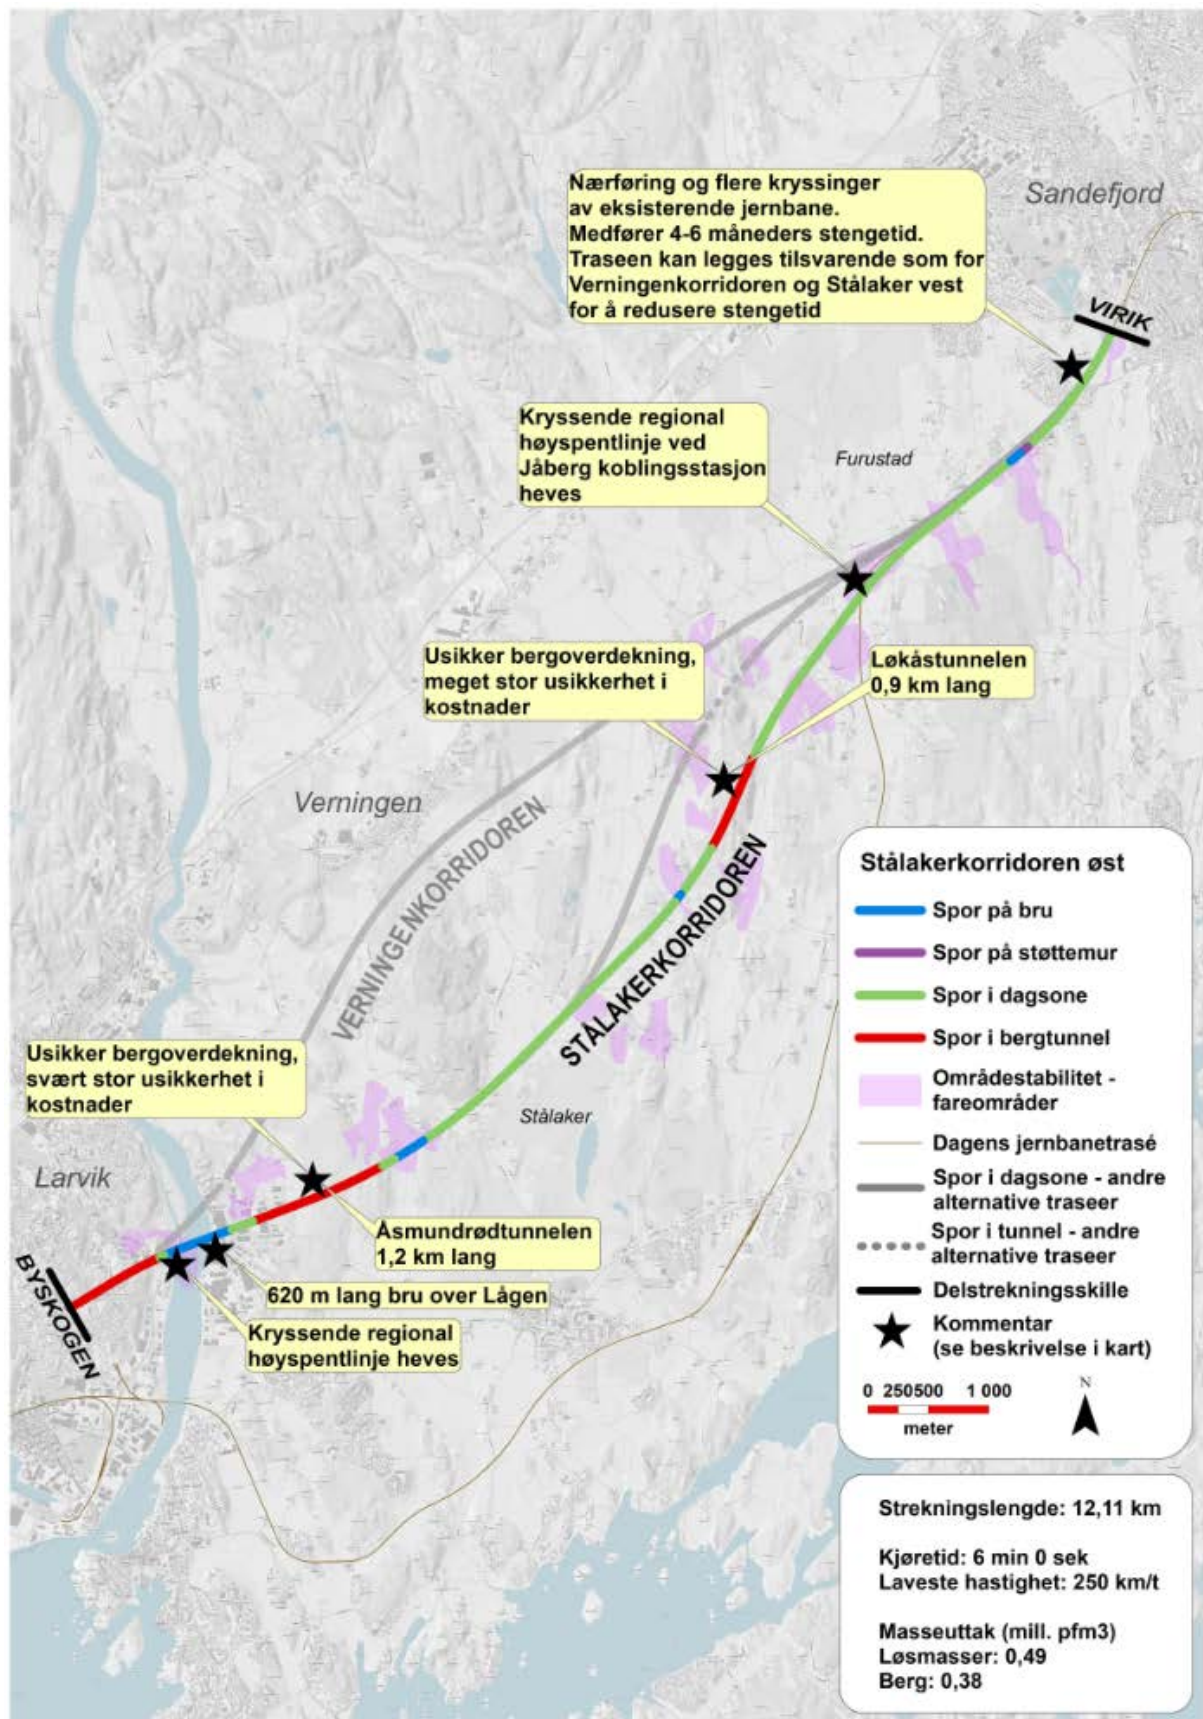 Nærføring og flere kryssinger
av eksisterende jernbane.
Medfører 4-6 måneders stengetid.
Traseen kan legges tilsvarende som for
Verningenkorridoren og Stålaker vest
for å redusere stengetid
Sandefjord
VIRIK
Kryssende regional
høyspentlinje ved
Jåberg koblingsstasjon
heves
Furustad
Usikker bergoverdekning,
meget stor usikkerhet i
kostnader
Løkåstunnelen
0,9 km lang
Verningen
VERNINGENKORRIDOREN
STÅLAKERKORRIDOREN
Usikker bergoverdekning,
svært stor usikkerhet i
kostnader
Stålaker
Larvik
Åsmundrødtunnelen
1,2 km lang
BYSKOGEN
620 m lang bru over Lågen
Kryssende regional
høyspentlinje heves
Stålakerkorridoren øst
Spor på bru
Spor på støttemur
Spor i dagsone
Spor i bergtunnel
Områdestabilitet -
fareområder
Dagens jernbanetrasé
Spor i dagsone - andre
alternative traseer
Spor i tunnel - andre
alternative traseer
Delstrekningsskille
Kommentar
(se beskrivelse i kart)
0 250 500 1 000
meter
N
Strekningslengde: 12,11 km
Kjøretid: 6 min 0 sek
Laveste hastighet: 250 km/t
Masseuttak (mill. pfm3)
Løsmasser: 0,49
Berg: 0,38